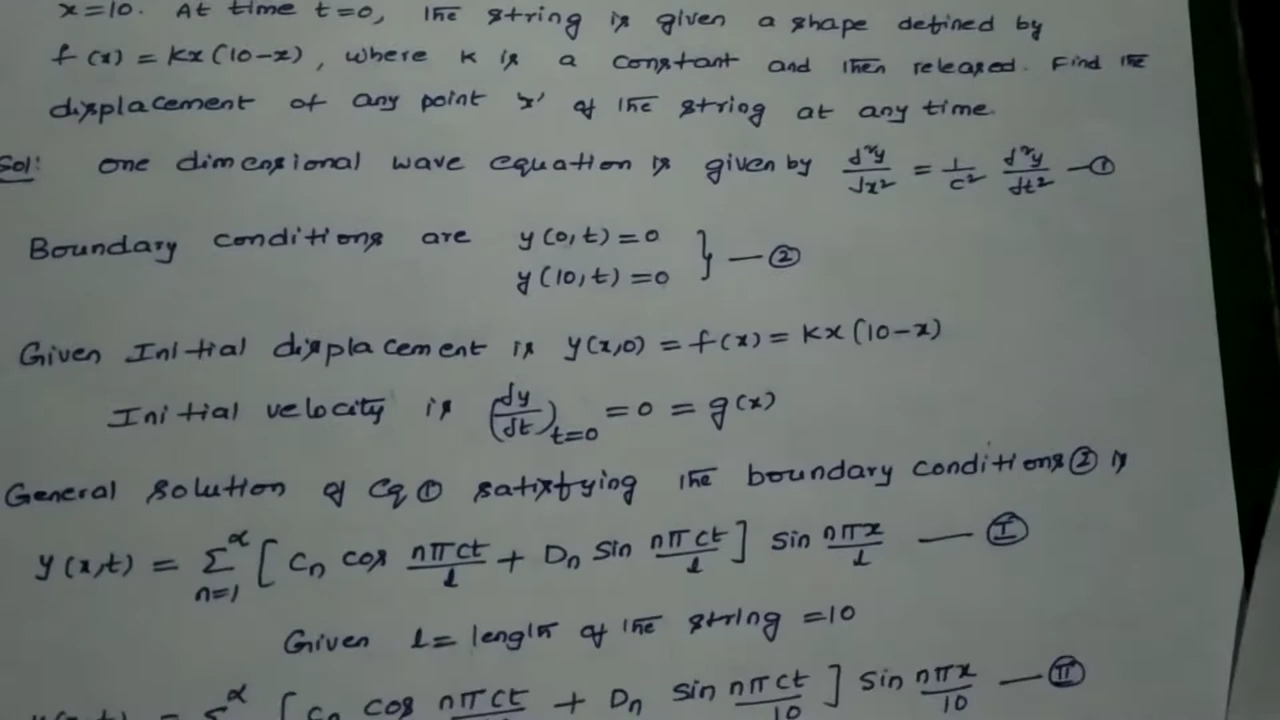 x=10. At time t=0, the string is given a shape defined by
f(x) = kx(10-x), where k is a constant and then released. Find the
displacement of any point 'x' of the string at any time.
Sol: One dimensional wave equation is given by d²y/dx² = 1/c² d²y/dt² — ①
Boundary conditions are y(0,t)=0
y(10,t)=0 } — ②
Given Initial displacement is y(x,0) = f(x) = kx(10-x)
Initial velocity is (dy/dt)t=0 = 0 = g(x)
General solution of eq ① satisfying the boundary conditions ② is
y(x,t) = Σ n=1 ∝ [ Cn cos nπct/l + Dn sin nπct/l ] sin nπx/l — Ⓘ
Given l = length of the string = 10
= Σ ∝ [ Cn cos nπct + Dn sin nπct/10 ] sin nπx/10 — Ⅱ